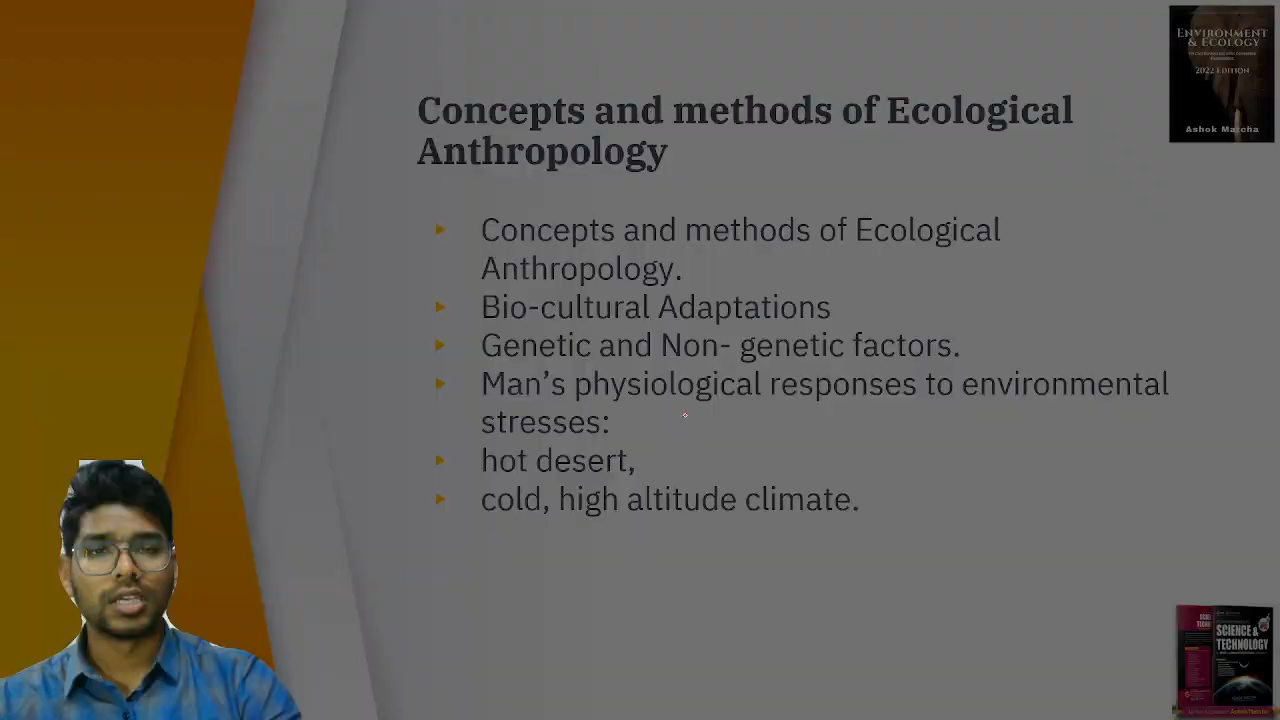 ENVIRONMENT
& ECOLOGY
2022 EDITION
Ashok Matcha
Concepts and methods of Ecological
Anthropology
Concepts and methods of Ecological
Anthropology.
Bio-cultural Adaptations
Genetic and Non- genetic factors.
Man’s physiological responses to environmental
stresses:
hot desert,
cold, high altitude climate.
SCIENCE &
TECHNOLOGY